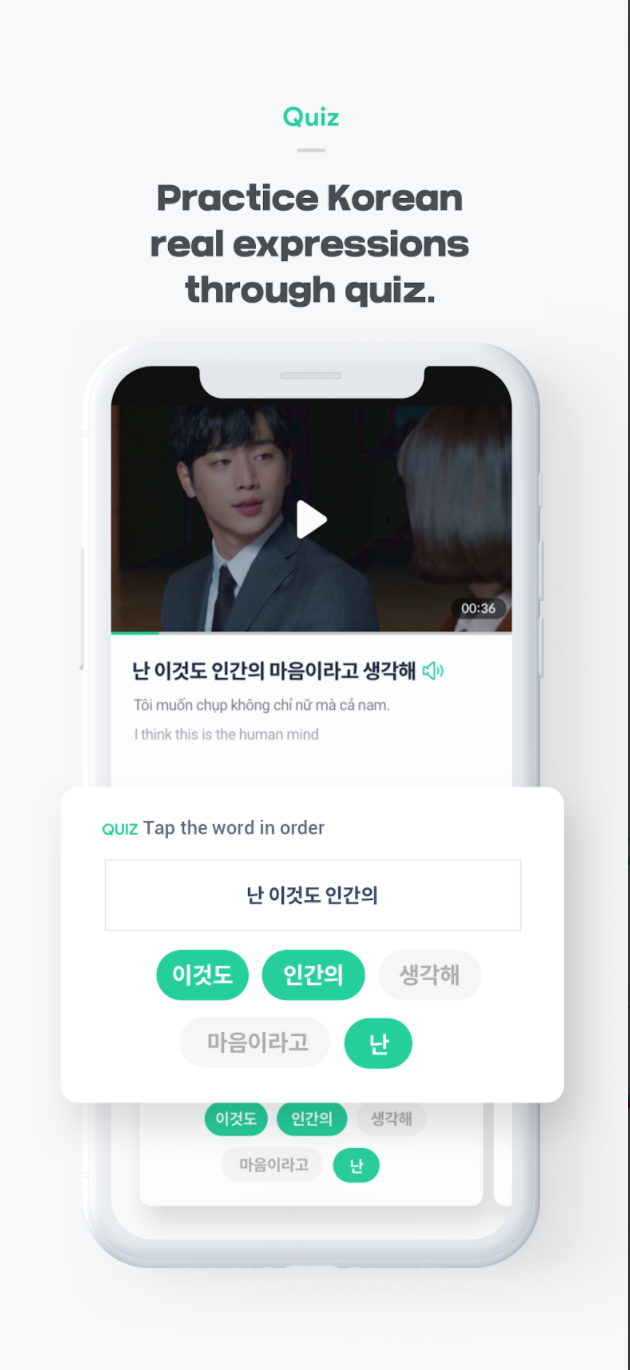 Quiz
Practice Korean
real expressions
through quiz.
00:36
난 이것도 인간의 마음이라고 생각해
Tôi muốn chụp không chỉ nữ mà cả nam.
I think this is the human mind
QUIZ Tap the word in order
난 이것도 인간의
이것도 인간의 생각해
마음이라고 난
이것도 인간의 생각해
마음이라고 난